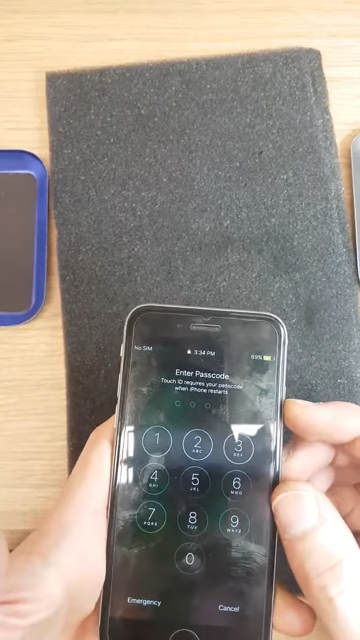 No SIM 3:34 PM 69%
Enter Passcode
Touch ID requires your passcode
when iPhone restarts
1 2 3
ABC DEF
4 5 6
GHI JKL MNO
7 8 9
PQRS TUV WXYZ
0
Emergency Cancel